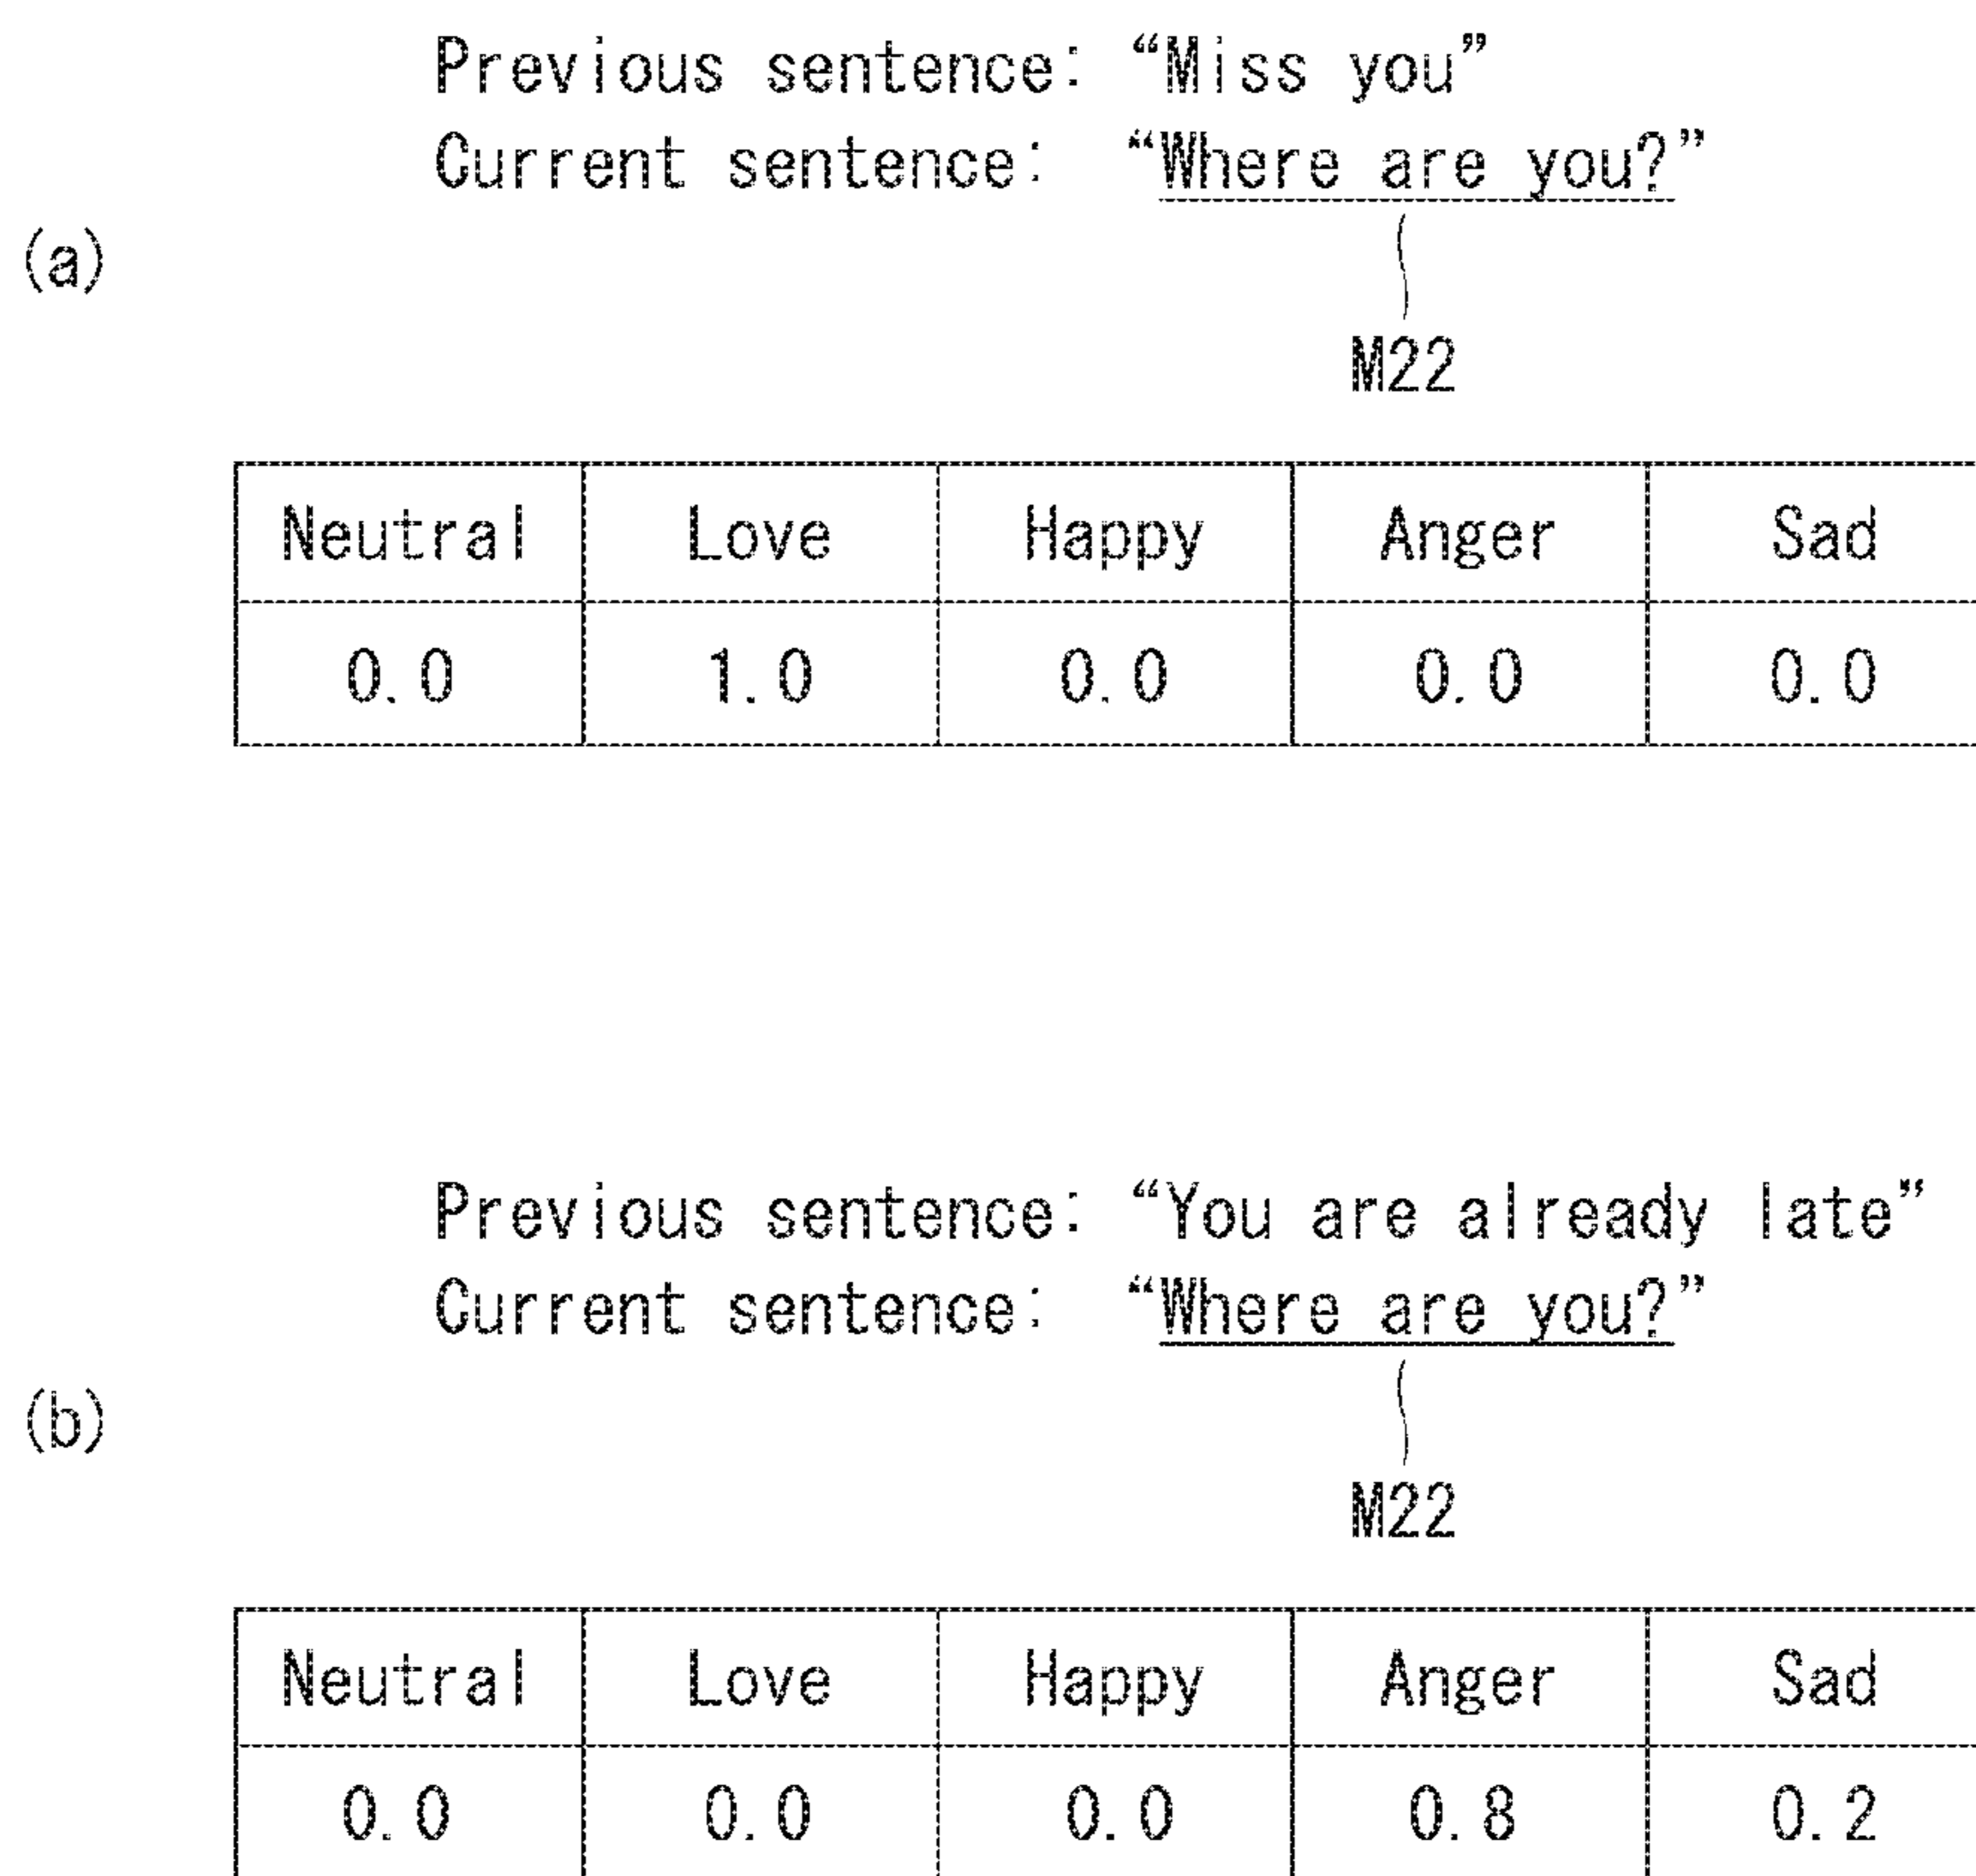 Previous sentence: “Miss you”
Current sentence: “Where are you?”
(a)
M22
Neutral Love Happy Anger Sad
0.0 1.0 0.0 0.0 0.0
Previous sentence: “You are already late”
Current sentence: “Where are you?”
(b)
M22
Neutral Love Happy Anger Sad
0.0 0.0 0.0 0.8 0.2